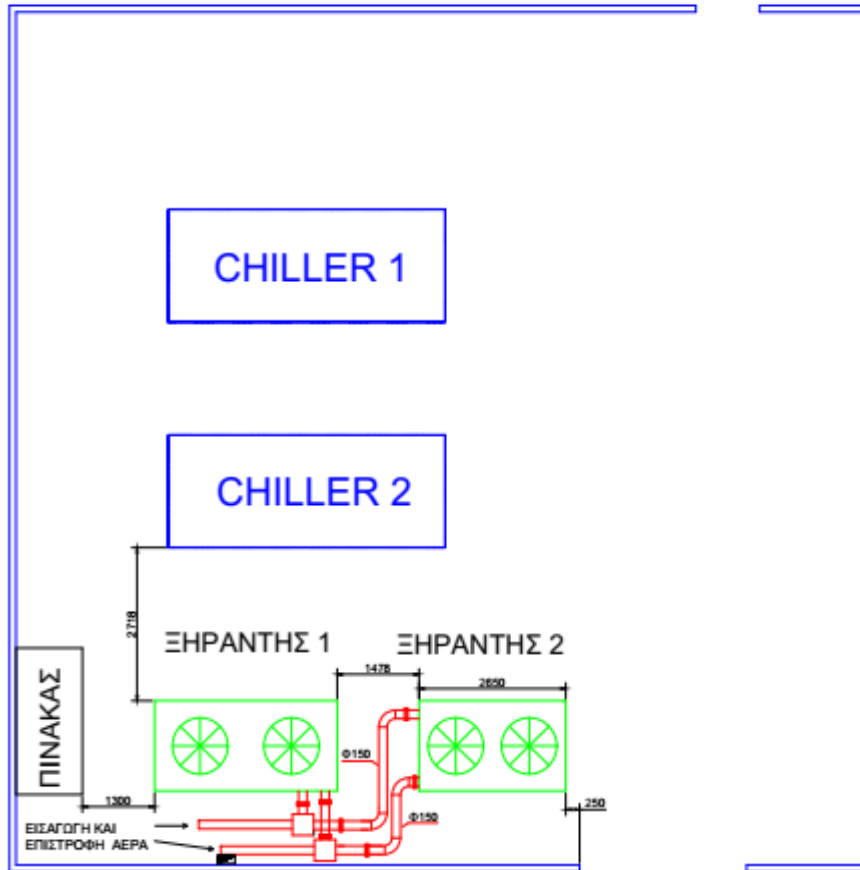 CHILLER 1
CHILLER 2
2718
ΞΗΡΑΝΤΗΣ 1
ΞΗΡΑΝΤΗΣ 2
1478
2650
ΠΙΝΑΚΑΣ
Φ150
1300
250
Φ150
ΕΙΣΑΓΩΓΗ ΚΑΙ
ΕΠΙΣΤΡΟΦΗ ΑΕΡΑ